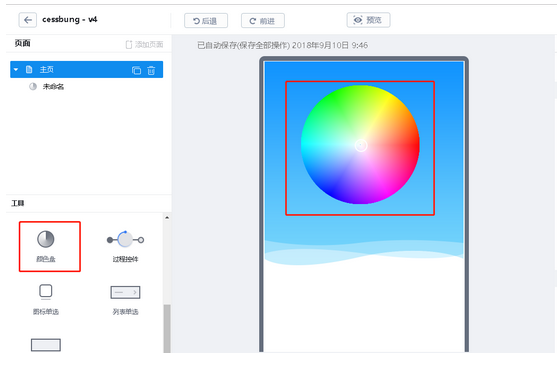 cessbung - v4
后退
前进
预览
页面
添加页面
已自动保存(保存全部操作) 2018年9月10日 9:46
主页
未命名
工具
颜色盘
过程控件
图标单选
列表单选